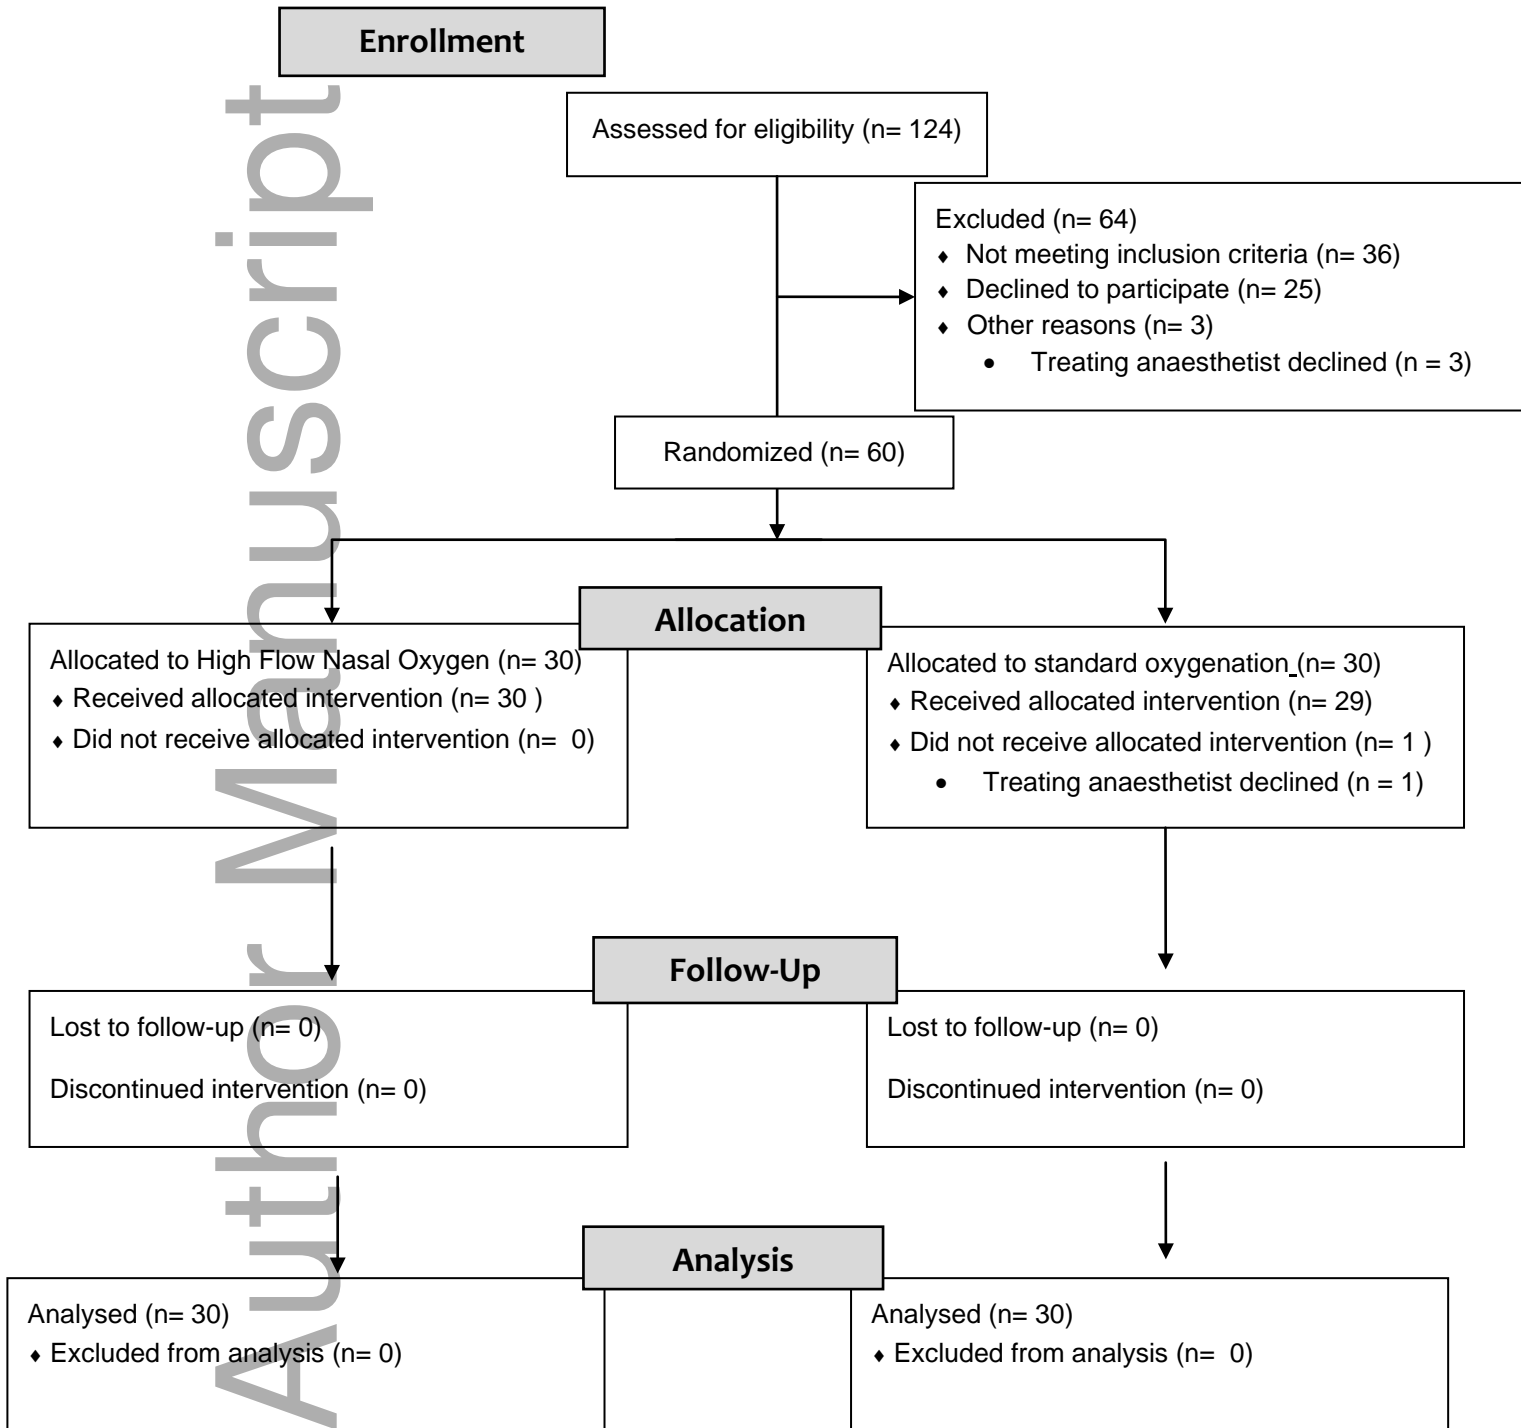 Enrollment
Assessed for eligibility (n= 124)
Excluded (n= 64)
♦ Not meeting inclusion criteria (n= 36)
♦ Declined to participate (n= 25)
♦ Other reasons (n= 3)
• Treating anaesthetist declined (n = 3)
Randomized (n= 60)
Allocation
Allocated to High Flow Nasal Oxygen (n= 30)
♦ Received allocated intervention (n= 30 )
♦ Did not receive allocated intervention (n= 0)
Allocated to standard oxygenation (n= 30)
♦ Received allocated intervention (n= 29)
♦ Did not receive allocated intervention (n= 1 )
• Treating anaesthetist declined (n = 1)
Follow-Up
Lost to follow-up (n= 0)
Discontinued intervention (n= 0)
Lost to follow-up (n= 0)
Discontinued intervention (n= 0)
Analysis
Analysed (n= 30)
♦ Excluded from analysis (n= 0)
Analysed (n= 30)
♦ Excluded from analysis (n= 0)
Author Manuscript